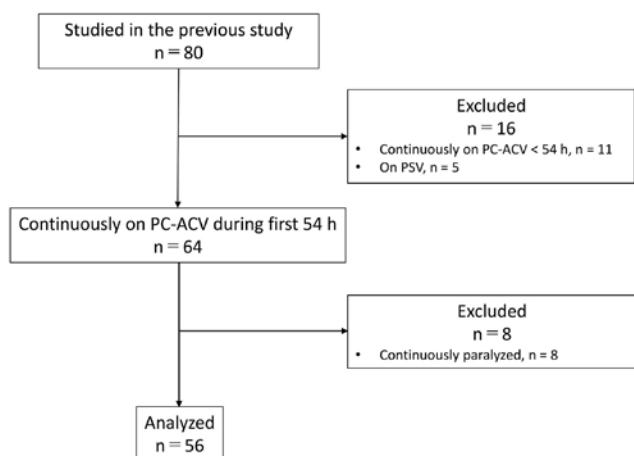 Studied in the previous study
n = 80
Excluded
n = 16
• Continuously on PC-ACV < 54 h, n = 11
• On PSV, n = 5
Continuously on PC-ACV during first 54 h
n = 64
Excluded
n = 8
• Continuously paralyzed, n = 8
Analyzed
n = 56